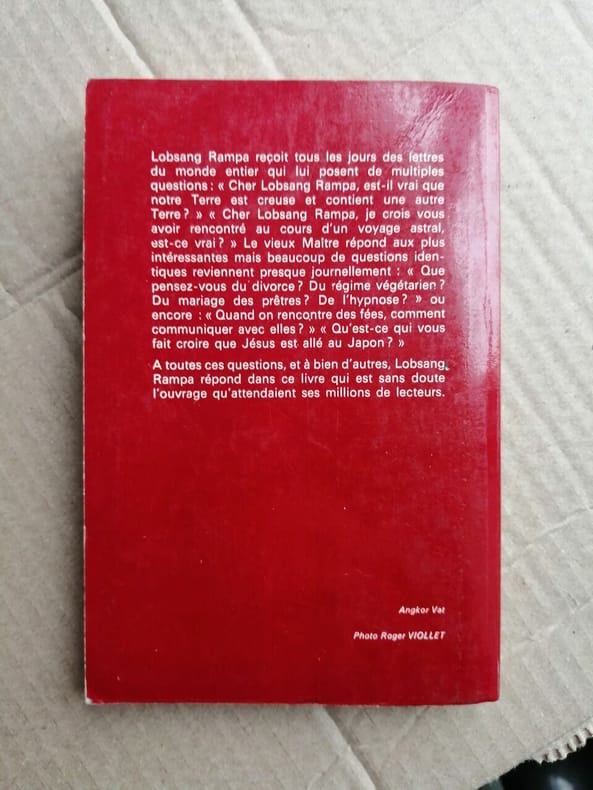 Lobsang Rampa reçoit tous les jours des lettres
du monde entier qui lui posent de multiples
questions : « Cher Lobsang Rampa, est-il vrai que
notre Terre est creuse et contient une autre
Terre ? » « Cher Lobsang Rampa, je crois vous
avoir rencontré au cours d'un voyage astral,
est-ce vrai ? » Le vieux Maître répond aux plus
intéressantes mais beaucoup de questions iden-
tiques reviennent presque journellement : « Que
pensez-vous du divorce ? Du régime végétarien ?
Du mariage des prêtres ? De l'hypnose ? » ou
encore : « Quand on rencontre des fées, comment
communiquer avec elles ? » « Qu'est-ce qui vous
fait croire que Jésus est allé au Japon ? »
A toutes ces questions, et à bien d'autres, Lobsang
Rampa répond dans ce livre qui est sans doute
l'ouvrage qu'attendaient ses millions de lecteurs.
Angkor Vat
Photo Roger VIOLLET